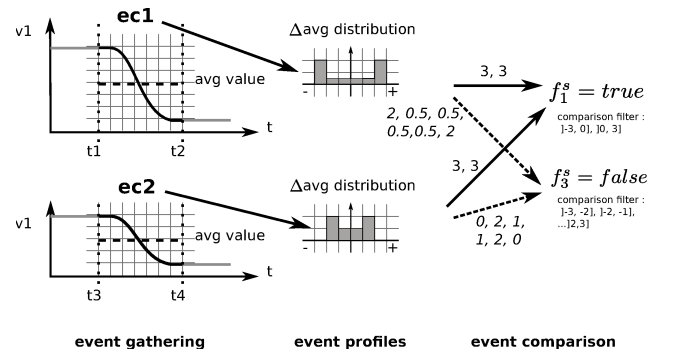 ec1
v1
avg value
t
t1
t2
Δavg distribution
-
+
2, 0.5, 0.5,
0.5,0.5, 2
3, 3
f₁ˢ = true
comparison filter :
]-3, 0], ]0, 3]
ec2
v1
avg value
t
t3
t4
Δavg distribution
-
+
3, 3
0, 2, 1,
1, 2, 0
f₃ˢ = false
comparison filter :
]-3, -2], ]-2, -1],
...]2,3]
event gathering
event profiles
event comparison